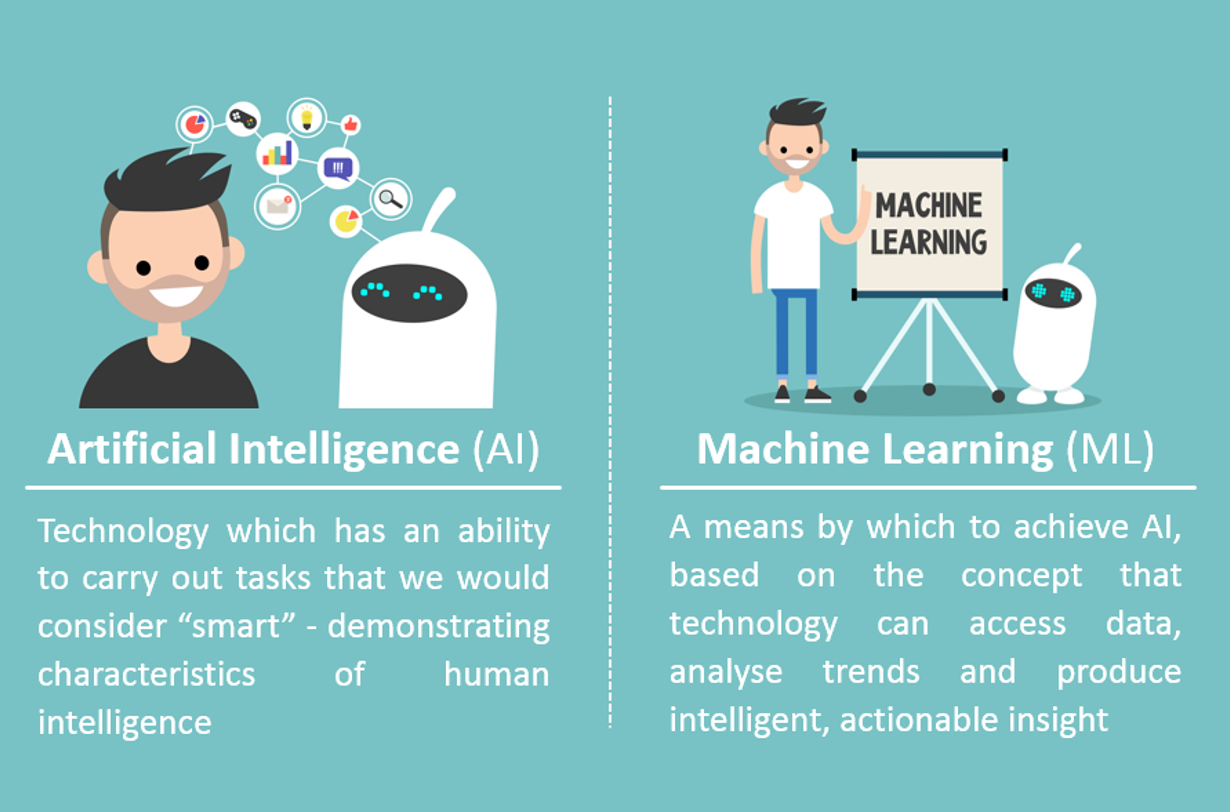 !!!
MACHINE
LEARNING
Artificial Intelligence (AI)
Technology which has an ability
to carry out tasks that we would
consider “smart” - demonstrating
characteristics of human
intelligence
Machine Learning (ML)
A means by which to achieve AI,
based on the concept that
technology can access data,
analyse trends and produce
intelligent, actionable insight